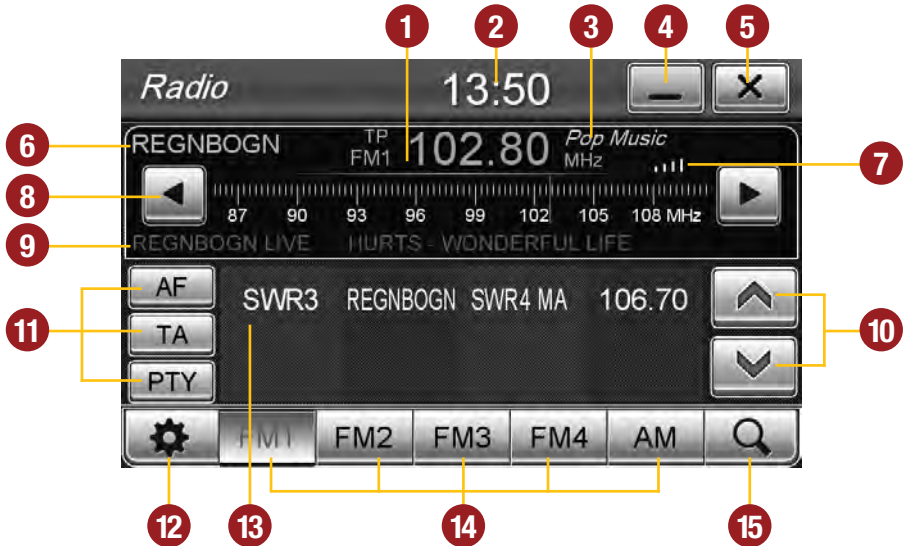 1 2 3 4 5
Radio 13:50
6 REGNBOGN TP FM1 102.80 Pop Music MHz 7
8 87 90 93 96 99 102 105 108 MHz
9 REGNBOGN LIVE HURTS - WONDERFUL LIFE
AF SWR3 REGNBOGN SWR4 MA 106.70
11 TA 10
PTY
FM1 FM2 FM3 FM4 AM
12 13 14 15